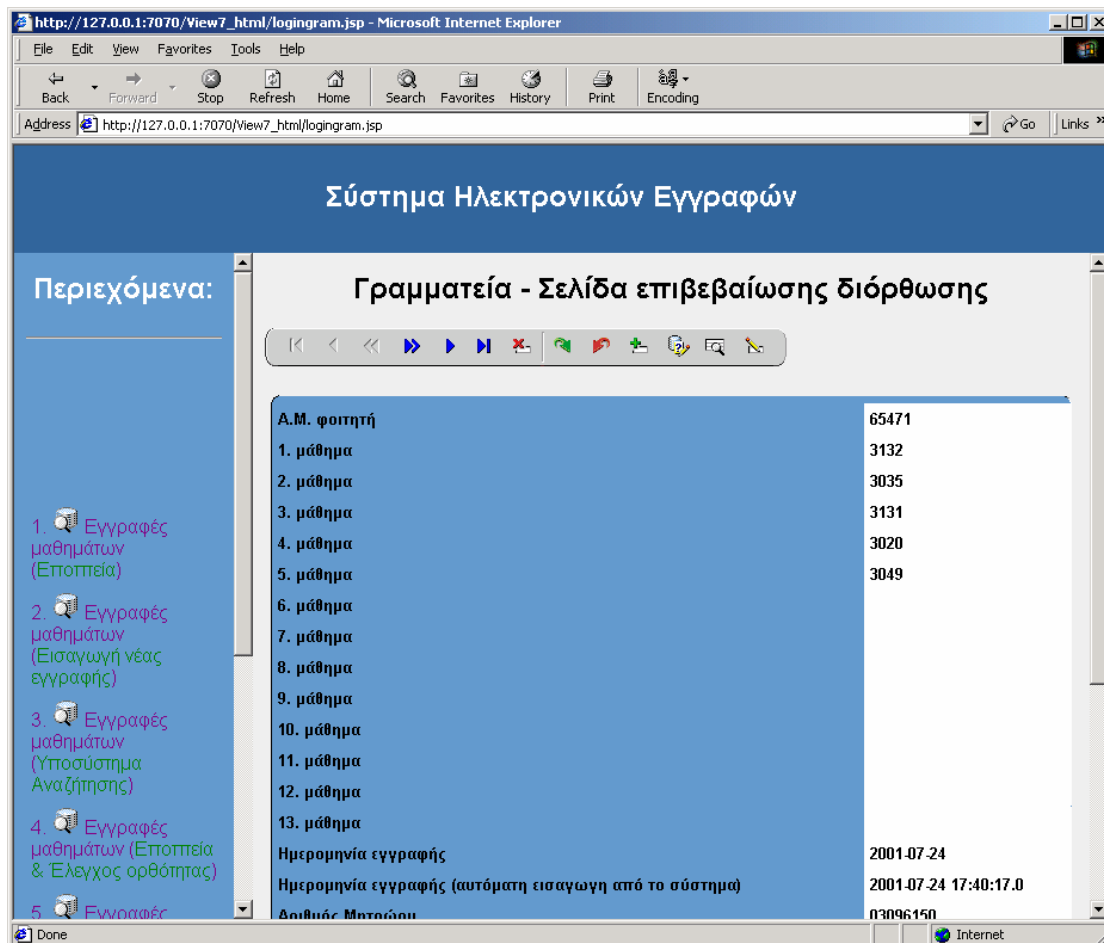 http://127.0.0.1:7070/View7_html/logingram.jsp - Microsoft Internet Explorer
File Edit View Favorites Tools Help
Back Forward Stop Refresh Home Search Favorites History Print Encoding
Address http://127.0.0.1:7070/View7_html/logingram.jsp Go Links »
Σύστημα Ηλεκτρονικών Εγγραφών
Περιεχόμενα:
1. Εγγραφές
μαθημάτων
(Εποπτεία)
2. Εγγραφές
μαθημάτων
(Εισαγωγή νέας
εγγραφής)
3. Εγγραφές
μαθημάτων
(Υποσύστημα
Αναζήτησης)
4. Εγγραφές
μαθημάτων (Εποπτεία
& Έλεγχος ορθότητας)
5. Εγγραφές
Γραμματεία - Σελίδα επιβεβαίωσης διόρθωσης
Α.Μ. φοιτητή 65471
1. μάθημα 3132
2. μάθημα 3035
3. μάθημα 3131
4. μάθημα 3020
5. μάθημα 3049
6. μάθημα
7. μάθημα
8. μάθημα
9. μάθημα
10. μάθημα
11. μάθημα
12. μάθημα
13. μάθημα
Ημερομηνία εγγραφής 2001-07-24
Ημερομηνία εγγραφής (αυτόματη εισαγωγη από το σύστημα) 2001-07-24 17:40:17.0
Αριθμός Μητρώου 03096150
Done Internet